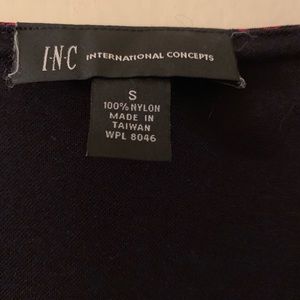 I·N·C INTERNATIONAL CONCEPTS
S
100% NYLON
MADE IN
TAIWAN
WPL 8046